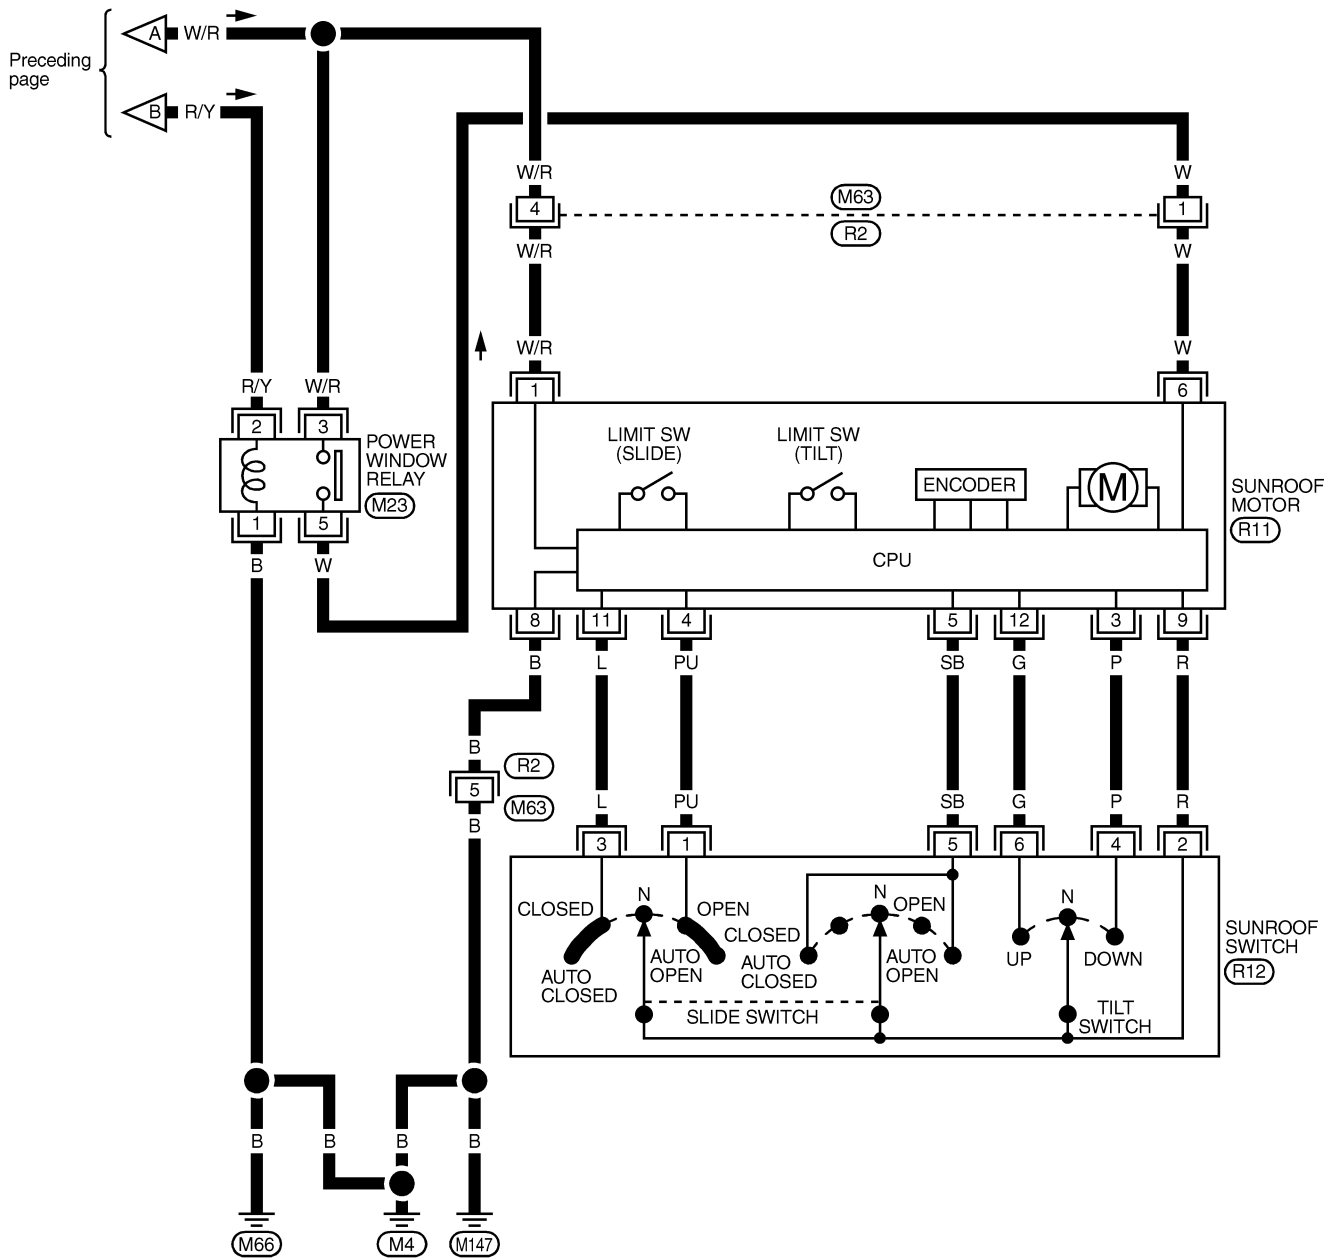 A W/R
Preceding
page
B R/Y
W/R
W
4
M63
1
R2
W/R
W
W/R
W
R/Y
W/R
1
6
2
3
POWER
WINDOW
RELAY
M23
LIMIT SW
(SLIDE)
LIMIT SW
(TILT)
ENCODER
M
SUNROOF
MOTOR
R11
1
5
B
W
CPU
8
11
4
5
12
3
9
B
L
PU
SB
G
P
R
B
R2
5
M63
B
L
PU
SB
G
P
R
3
1
5
6
4
2
CLOSED
N
OPEN
AUTO
CLOSED
AUTO
OPEN
CLOSED
N
OPEN
AUTO
CLOSED
AUTO
OPEN
N
UP
DOWN
SLIDE SWITCH
TILT
SWITCH
SUNROOF
SWITCH
R12
B
B
B
B
M66
M4
M147